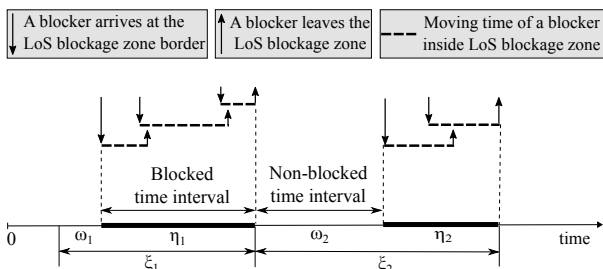 A blocker arrives at the
LoS blockage zone border
A blocker leaves the
LoS blockage zone
Moving time of a blocker
inside LoS blockage zone
Blocked
time interval
Non-blocked
time interval
0
ω1
η1
ω2
η2
time
ξ1
ξ2